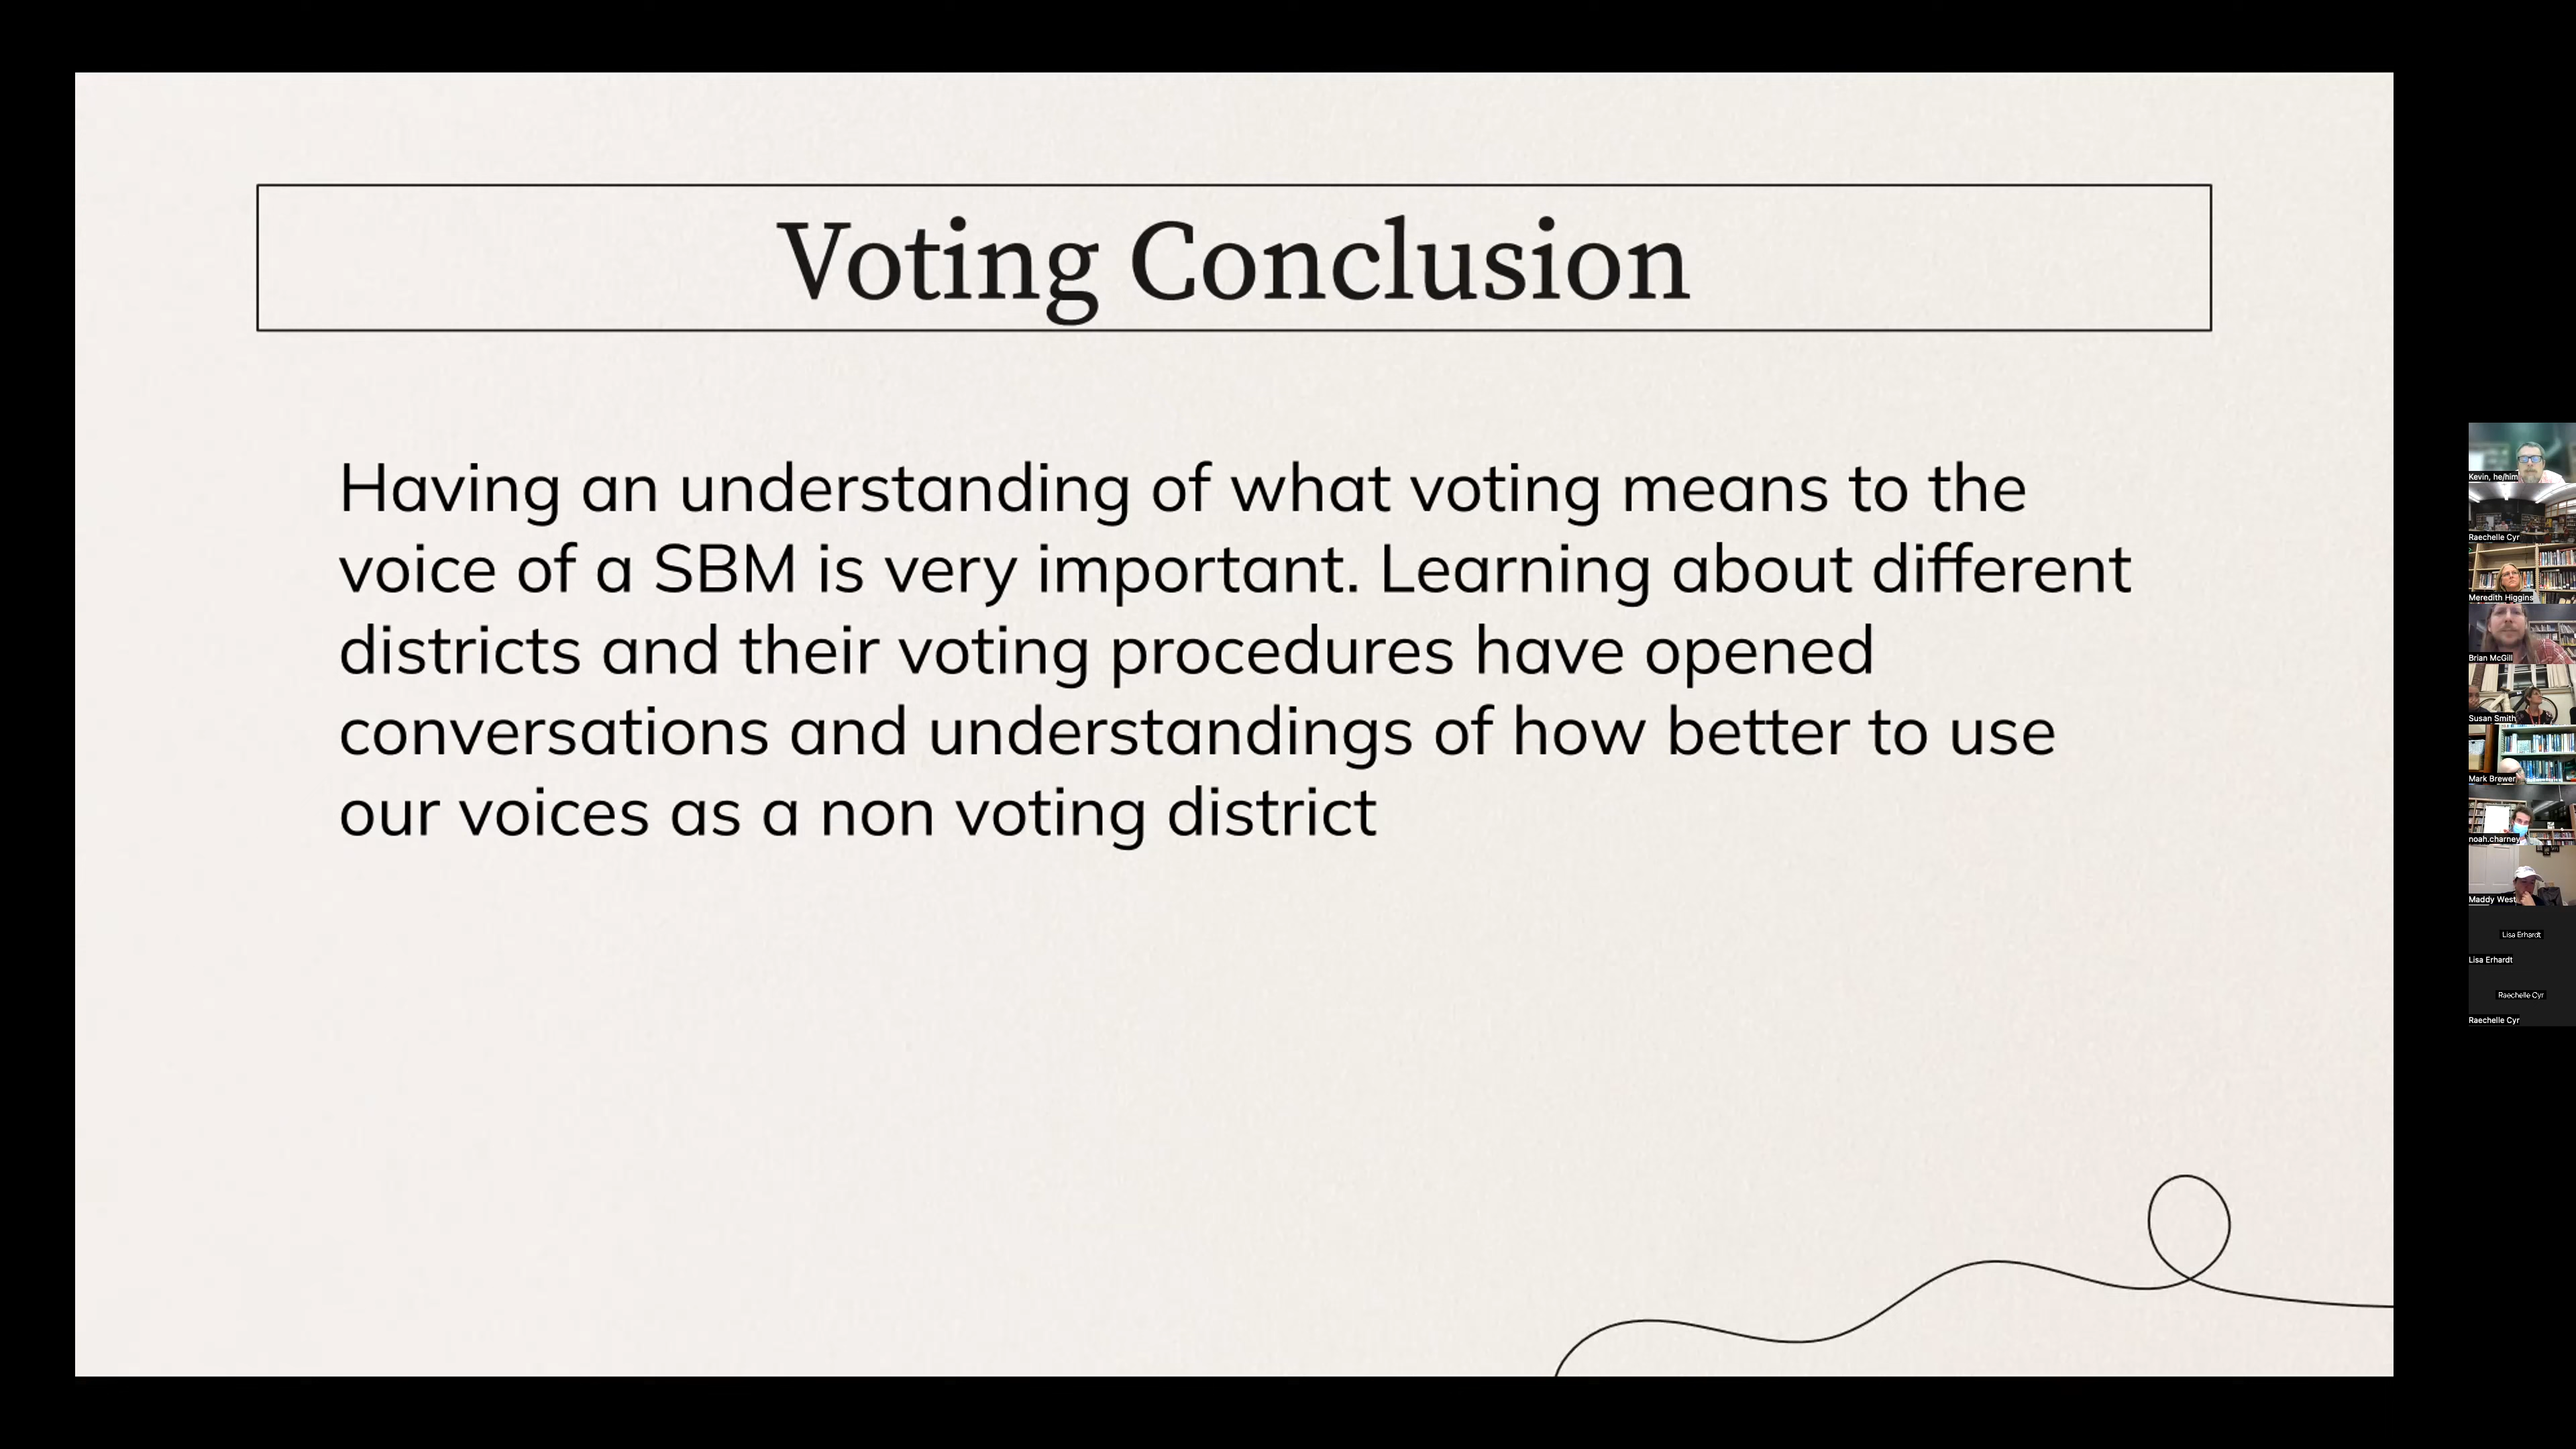 Voting Conclusion
Having an understanding of what voting means to the
voice of a SBM is very important. Learning about different
districts and their voting procedures have opened
conversations and understandings of how better to use
our voices as a non voting district
Kevin, he/him
Raechelle Cyr
Meredith Higgins
Brian McGill
Susan Smith
Mark Brewer
noah.charney
Maddy West
Lisa Erhardt
Lisa Erhardt
Raechelle Cyr
Raechelle Cyr